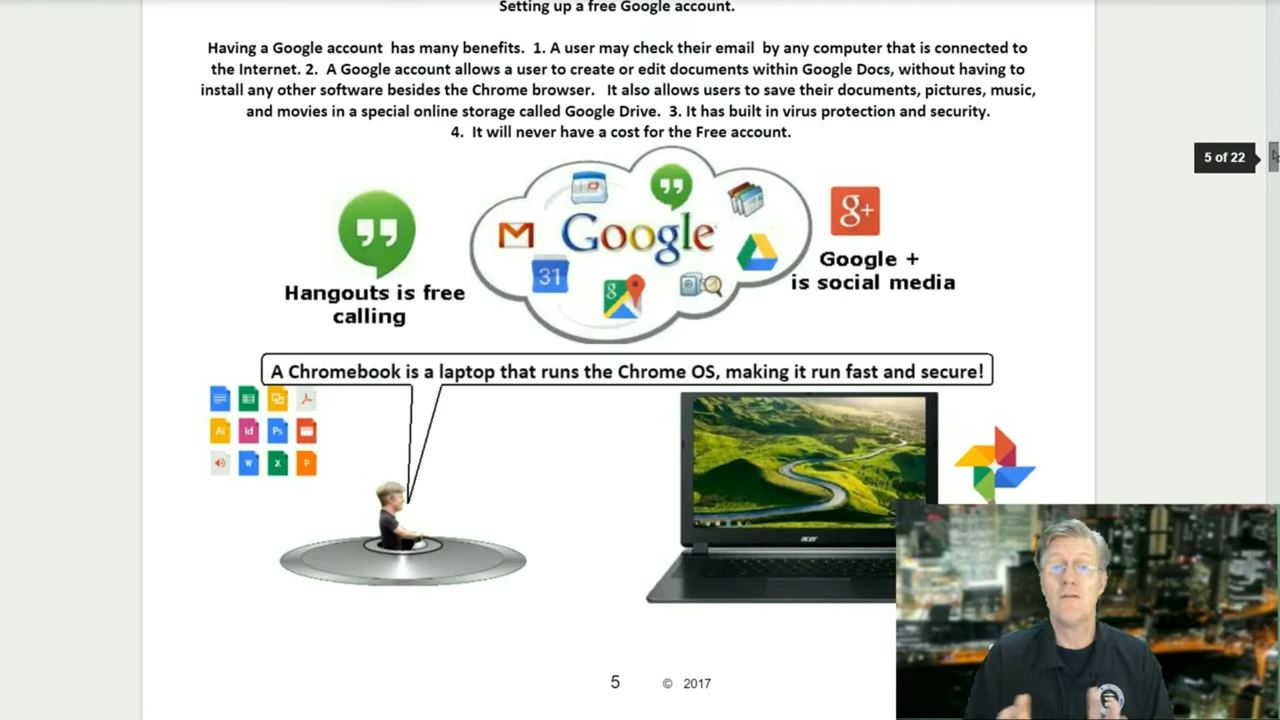 Setting up a free Google account.
Having a Google account has many benefits. 1. A user may check their email by any computer that is connected to
the Internet. 2. A Google account allows a user to create or edit documents within Google Docs, without having to
install any other software besides the Chrome browser. It also allows users to save their documents, pictures, music,
and movies in a special online storage called Google Drive. 3. It has built in virus protection and security.
4. It will never have a cost for the Free account.
5 of 22
Google
31
g
g+
Google +
is social media
Hangouts is free
calling
A Chromebook is a laptop that runs the Chrome OS, making it run fast and secure!
Ai Id Ps
W X P
acer
5 © 2017